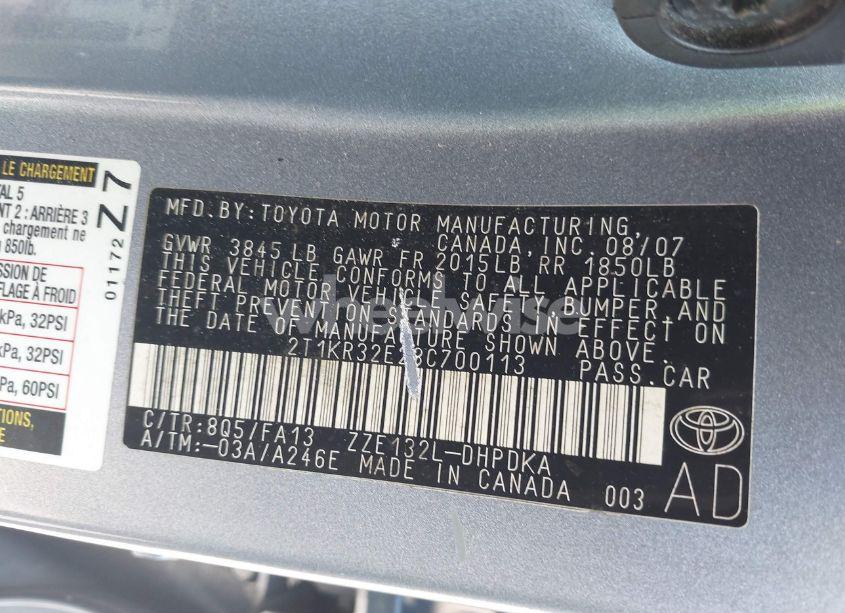 LE CHARGEMENT
TAL 5
NT 2 : ARRIÈRE 3
chargement ne
850lb.
SSION DE
FLAGE À FROID
kPa, 32PSI
kPa, 32PSI
kPa, 60PSI
01172 Z 7
MFD. BY: TOYOTA MOTOR MANUFACTURING,
CANADA, INC. 08/07
GVWR 3845 LB GAWR FR 2015LB RR 1850LB
THIS VEHICLE CONFORMS TO ALL APPLICABLE
FEDERAL MOTOR VEHICLE SAFETY, BUMPER, AND
THEFT PREVENTION STANDARDS IN EFFECT ON
THE DATE OF MANUFACTURE SHOWN ABOVE.
2T1KR32E28C700113 PASS. CAR
C/TR: 8Q5/FA13 ZZE132L-DHPDKA
A/TM: -03A/A246E MADE IN CANADA 003
AD
wheelwise